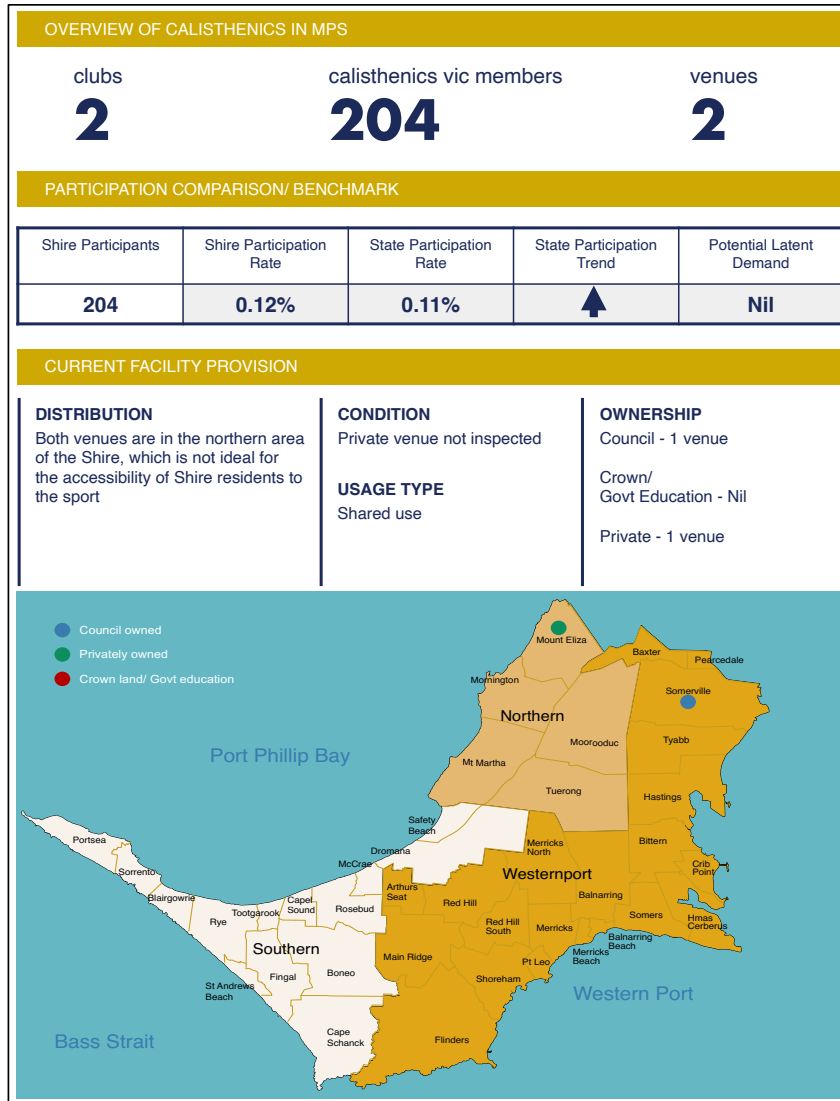 OVERVIEW OF CALISTHENICS IN MPS
clubs
2
calisthenics vic members
204
venues
2
PARTICIPATION COMPARISON/ BENCHMARK
Shire Participants
Shire Participation
Rate
State Participation
Rate
State Participation
Trend
Potential Latent
Demand
204
0.12%
0.11%
Nil
CURRENT FACILITY PROVISION
DISTRIBUTION
Both venues are in the northern area
of the Shire, which is not ideal for
the accessibility of Shire residents to
the sport
CONDITION
Private venue not inspected
USAGE TYPE
Shared use
OWNERSHIP
Council - 1 venue
Crown/
Govt Education - Nil
Private - 1 venue
Council owned
Privately owned
Crown land/ Govt education
Mount Eliza
Baxter
Pearcedale
Mornington
Somerville
Northern
Moorooduc
Tyabb
Port Phillip Bay
Mt Martha
Tuerong
Hastings
Safety
Beach
Portsea
Dromana
Merricks
North
Bittern
Sorrento
McCrae
Crib
Point
Westernport
Blairgowrie
Arthurs
Seat
Balnarring
Capel
Sound
Rosebud
Red Hill
Tootgarook
Rye
Red Hill
South
Merricks
Somers
Hmas
Cerberus
Balnarring
Beach
Southern
Main Ridge
Merricks
Beach
Pt Leo
Fingal
Boneo
Shoreham
St Andrews
Beach
Western Port
Cape
Schanck
Flinders
Bass Strait